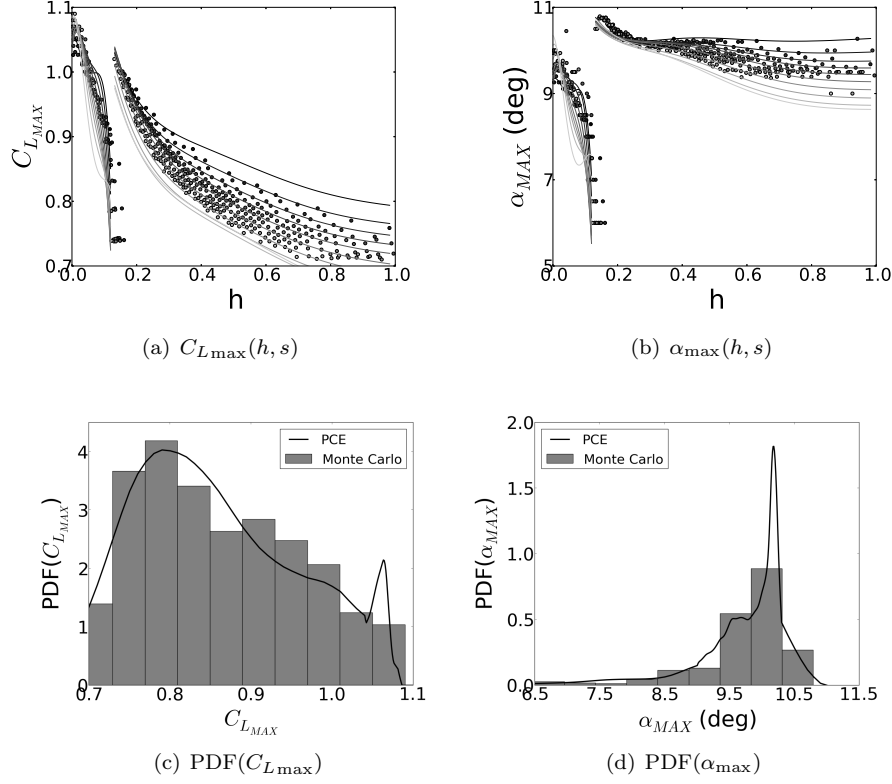 1.1
1.0
0.9
0.8
0.7
C_{L_{MAX}}
0.0 0.2 0.4 0.6 0.8 1.0
h
(a) C_{L max}(h, s)
11
9
7
5
α_{MAX} (deg)
0.0 0.2 0.4 0.6 0.8 1.0
h
(b) α_{max}(h, s)
4
3
2
1
0
PDF(C_{L_{MAX}})
PCE
Monte Carlo
0.7 0.8 0.9 1.0 1.1
C_{L_{MAX}}
(c) PDF(C_{L max})
2.0
1.5
1.0
0.5
0.0
PDF(α_{MAX})
PCE
Monte Carlo
6.5 7.5 8.5 9.5 10.5 11.5
α_{MAX} (deg)
(d) PDF(α_{max})